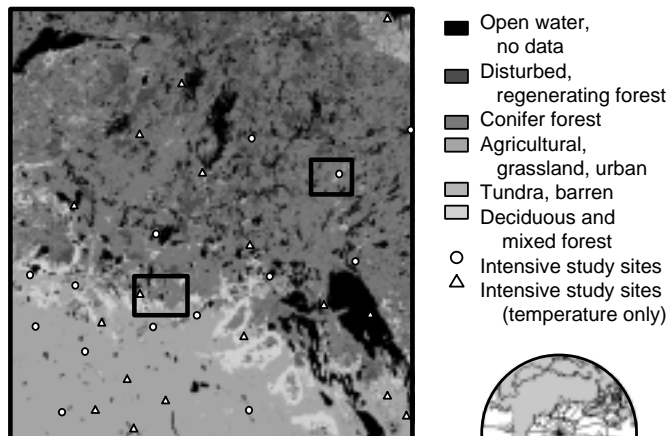 Open water,
no data
Disturbed,
regenerating forest
Conifer forest
Agricultural,
grassland, urban
Tundra, barren
Deciduous and
mixed forest
Intensive study sites
Intensive study sites
(temperature only)